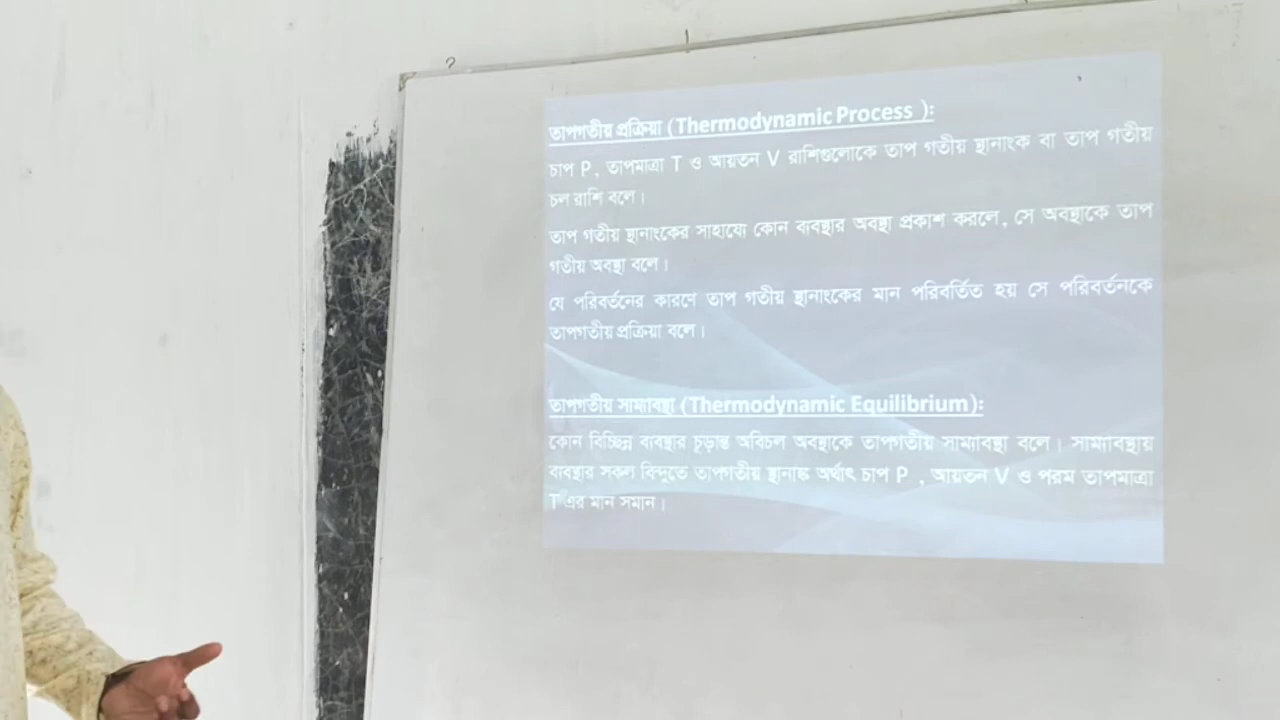 তাপগতীয় প্রক্রিয়া (Thermodynamic Process ):
চাপ P, তাপমাত্রা T ও আয়তন V রাশিগুলোকে তাপ গতীয় স্থানাংক বা তাপ গতীয়
চল রাশি বলে।
তাপ গতীয় স্থানাংকের সাহায্যে কোন ব্যবস্থার অবস্থা প্রকাশ করলে, সে অবস্থাকে তাপ
গতীয় অবস্থা বলে।
যে পরিবর্তনের কারণে তাপ গতীয় স্থানাংকের মান পরিবর্তিত হয় সে পরিবর্তনকে
তাপগতীয় প্রক্রিয়া বলে।
তাপগতীয় সাম্যাবস্থা (Thermodynamic Equilibrium):
কোন বিচ্ছিন্ন ব্যবস্থার চূড়ান্ত অবিচল অবস্থাকে তাপগতীয় সাম্যাবস্থা বলে। সাম্যাবস্থায়
ব্যবস্থার সকল বিন্দুতে তাপগতীয় স্থানাঙ্ক অর্থাৎ চাপ P , আয়তন V ও পরম তাপমাত্রা
T এর মান সমান।